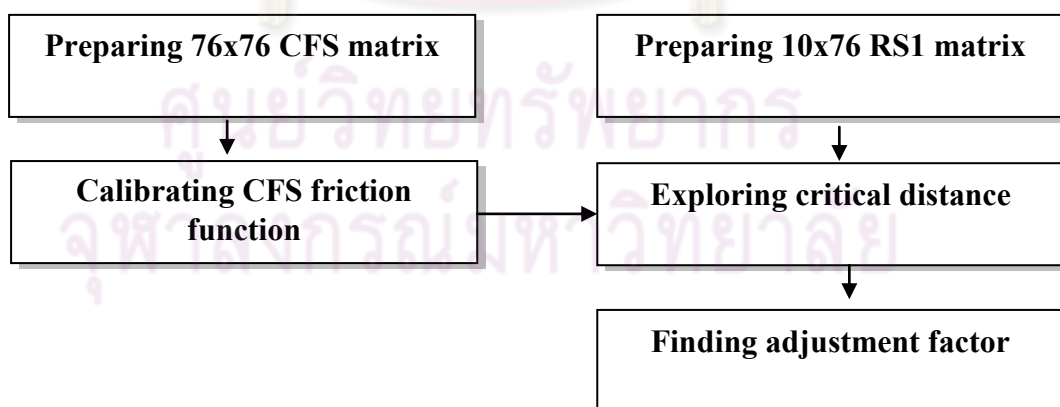 Preparing 76x76 CFS matrix
Preparing 10x76 RS1 matrix
ศูนย์วิทยทรัพยากร
Calibrating CFS friction
function
Exploring critical distance
จุฬาลงกรณ์มหาวิทยาลัย
Finding adjustment factor